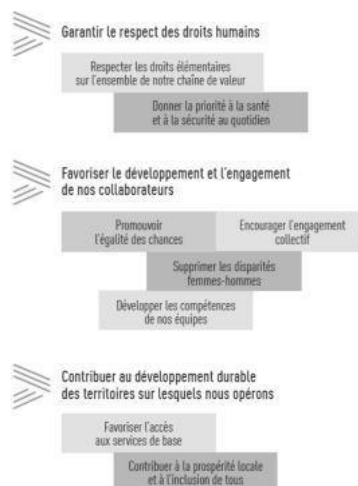 Garantir le respect des droits humains
Respecter les droits élémentaires
sur l'ensemble de notre chaîne de valeur
Donner la priorité à la santé
et à la sécurité au quotidien
Favoriser le développement et l'engagement
de nos collaborateurs
Promouvoir
l'égalité des chances
Encourager l'engagement
collectif
Supprimer les disparités
femmes-hommes
Développer les compétences
de nos équipes
Contribuer au développement durable
des territoires sur lesquels nous opérons
Favoriser l'accès
aux services de base
Contribuer à la prospérité locale
et à l'inclusion de tous